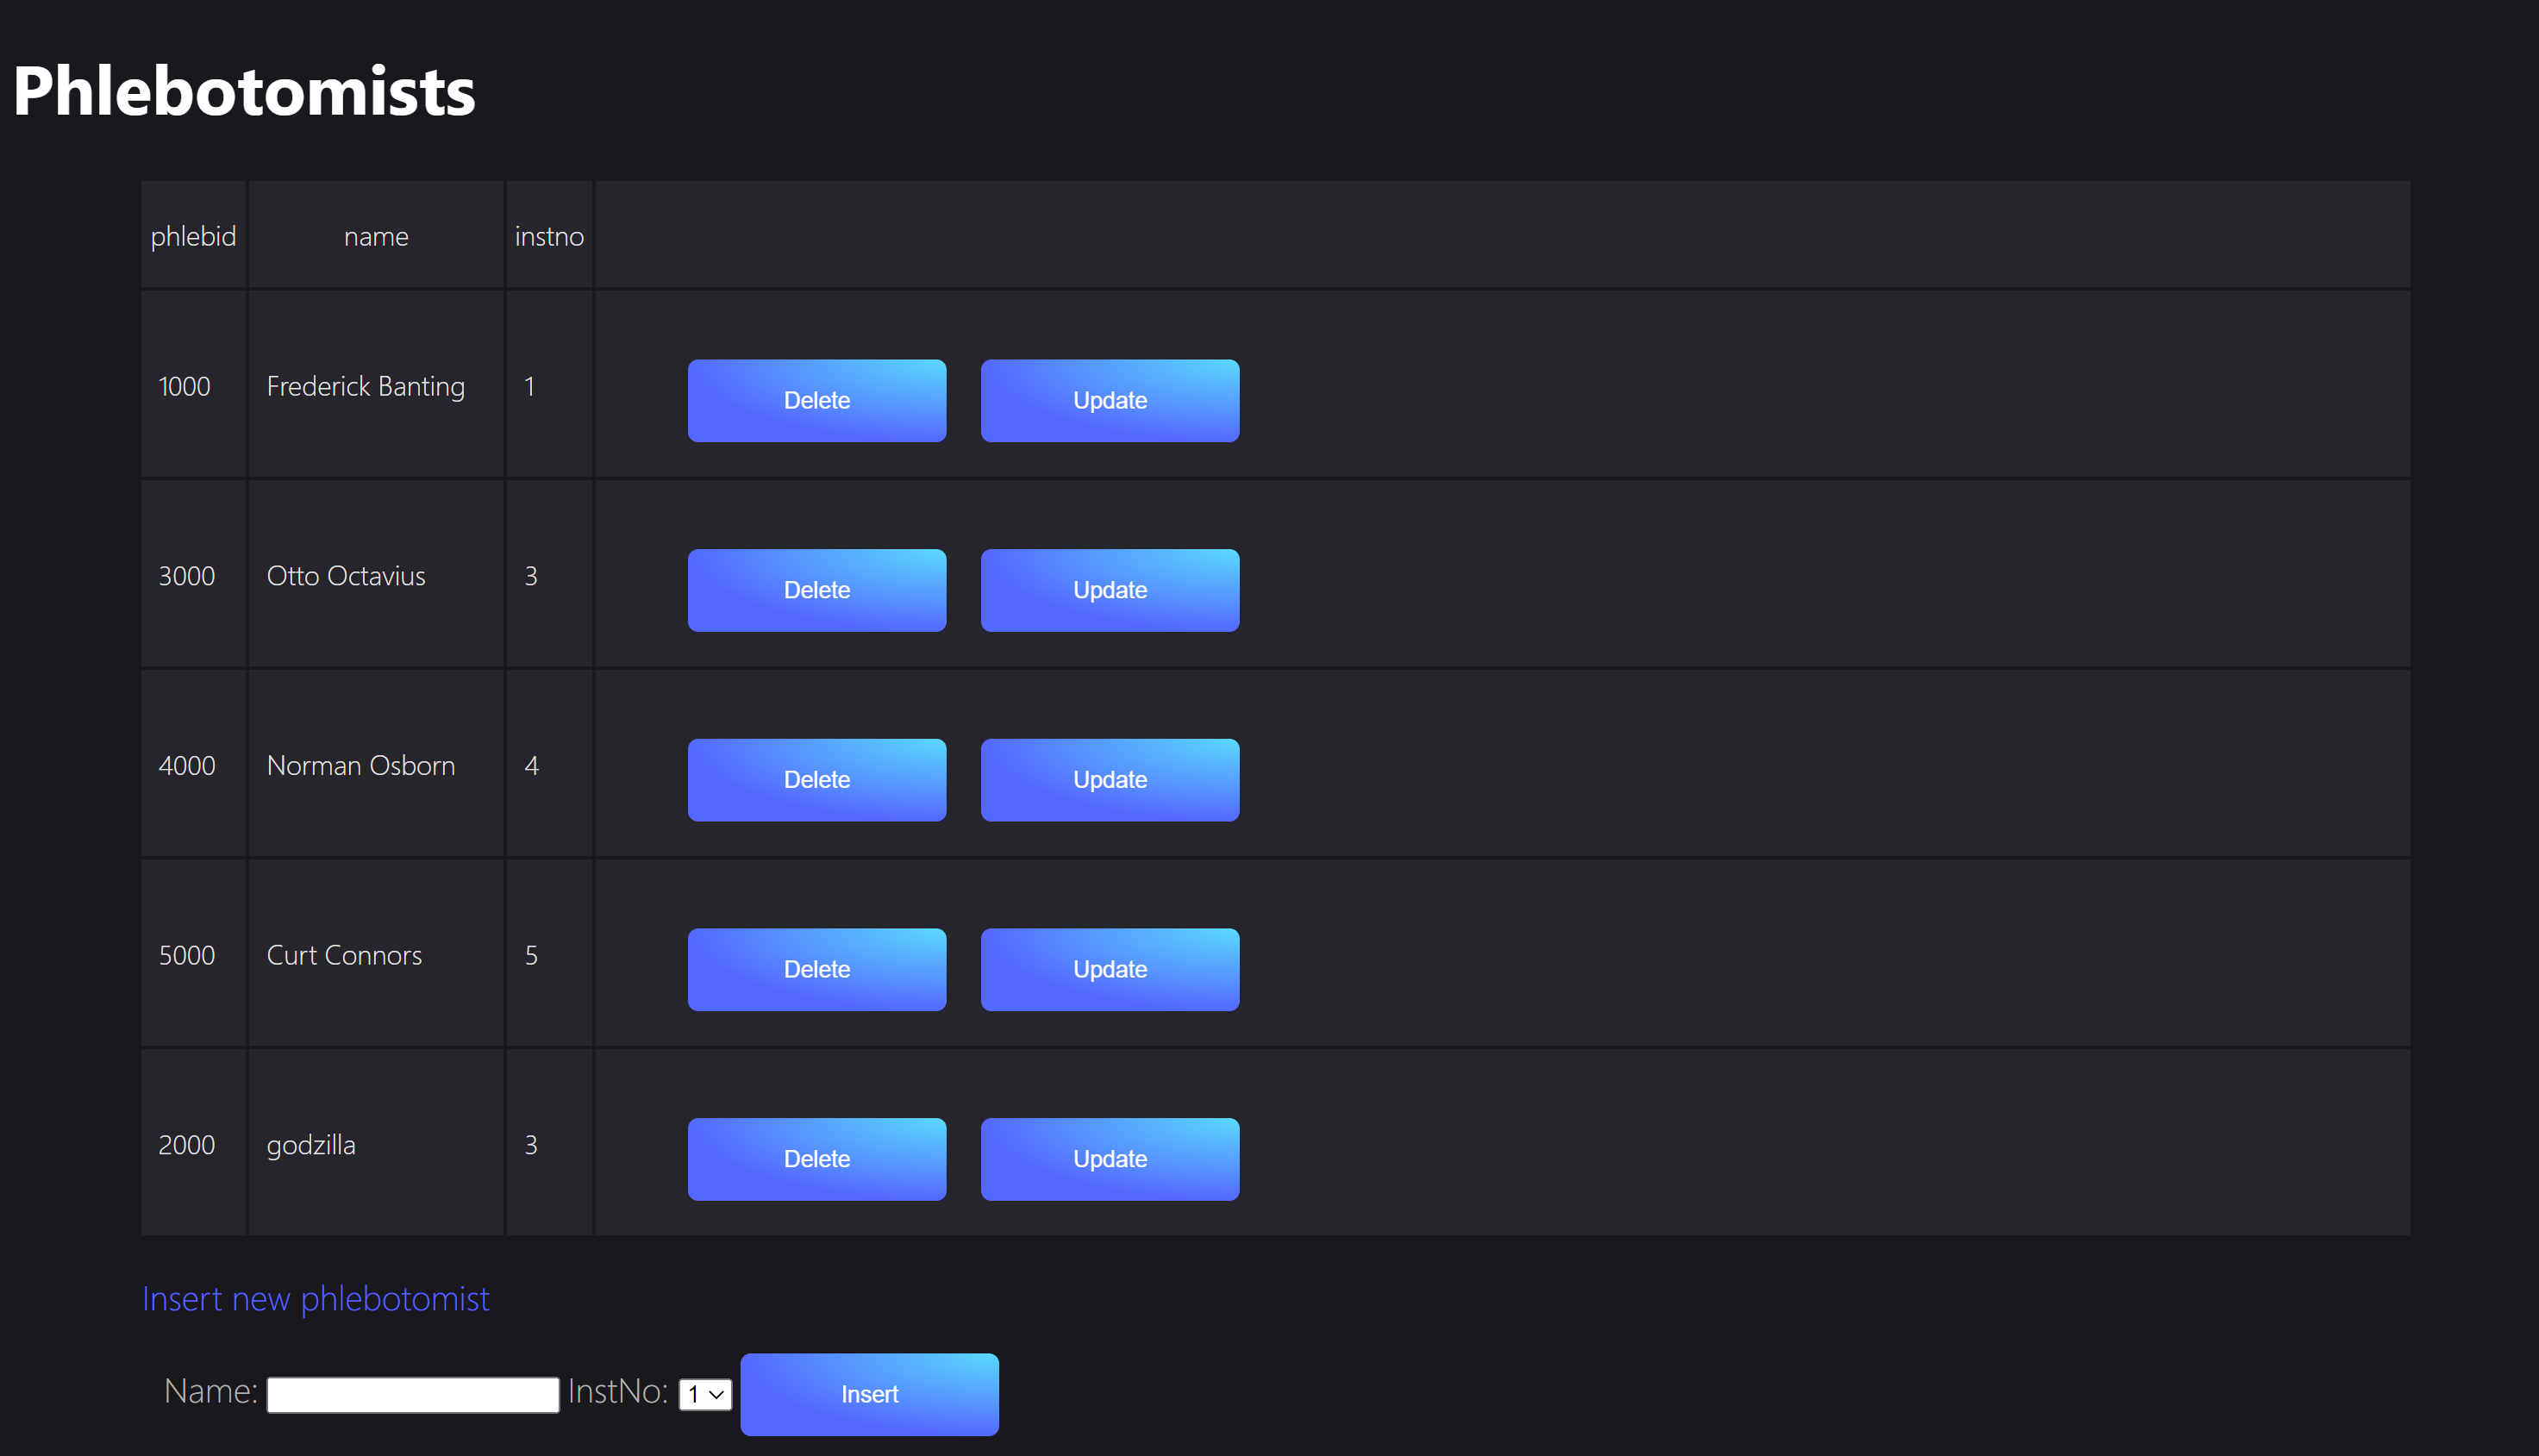 Phlebotomists
phlebid name instno
1000 Frederick Banting 1 Delete Update
3000 Otto Octavius 3 Delete Update
4000 Norman Osborn 4 Delete Update
5000 Curt Connors 5 Delete Update
2000 godzilla 3 Delete Update
Insert new phlebotomist
Name: InstNo: 1 Insert